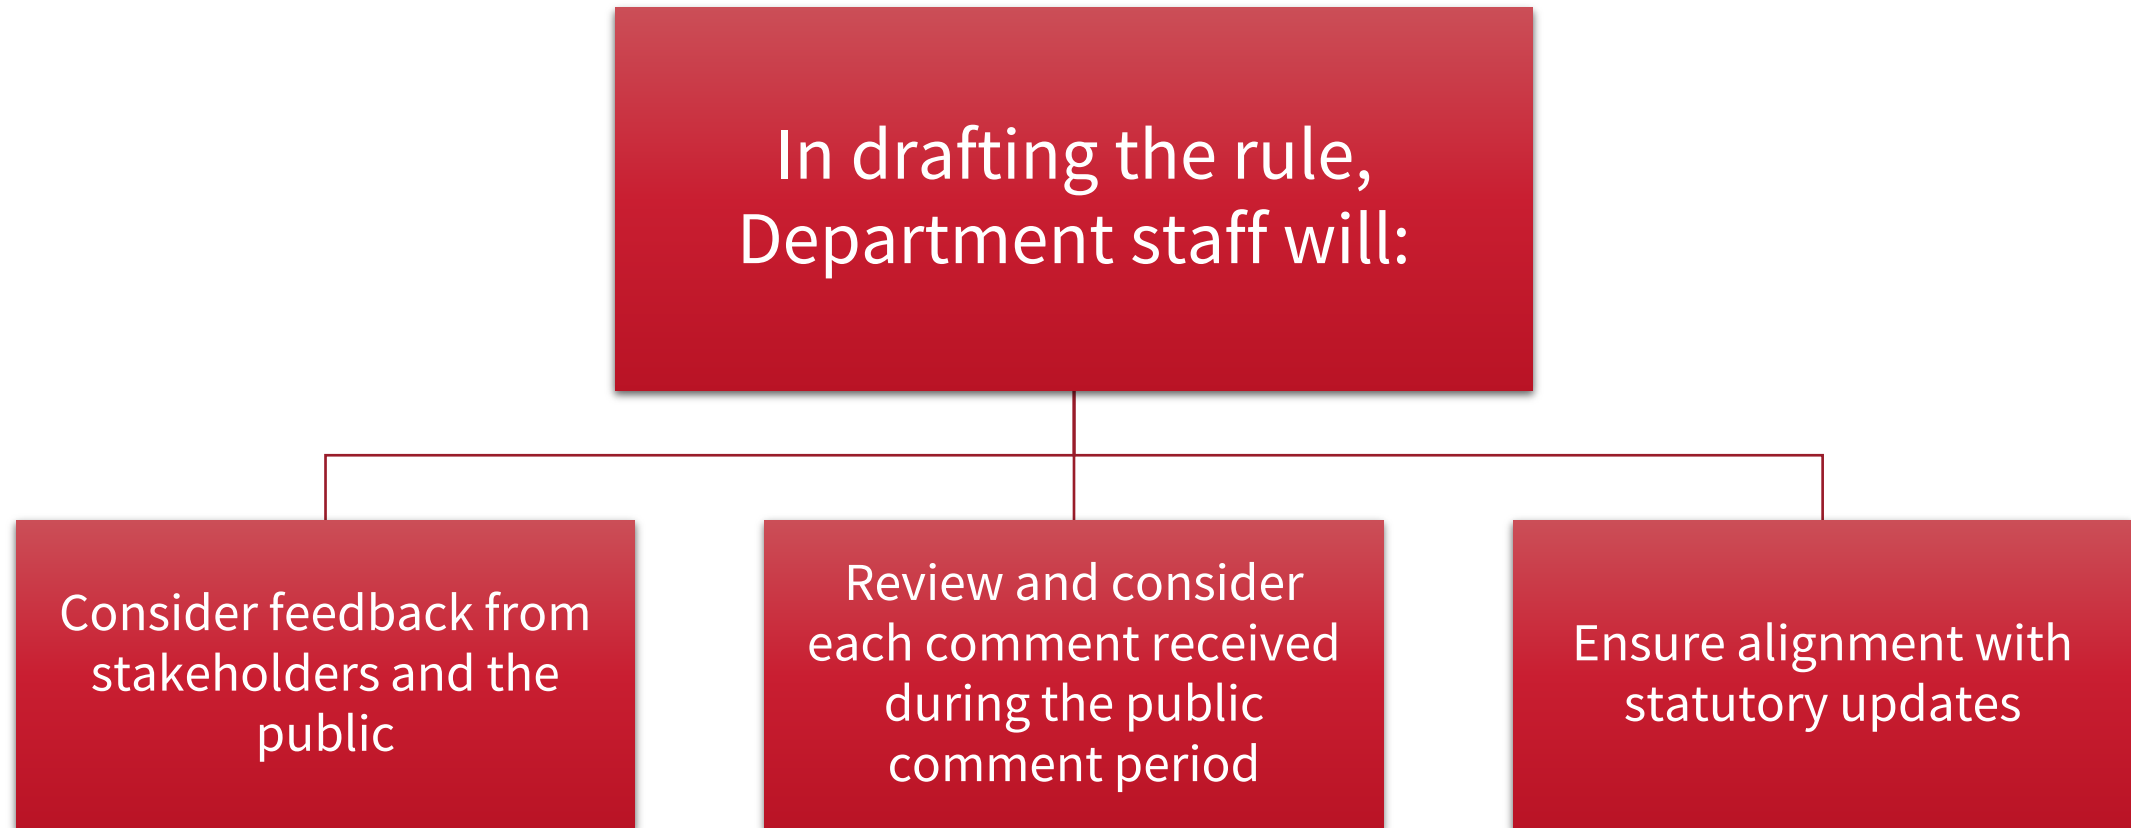 In drafting the rule,
Department staff will:
Consider feedback from
stakeholders and the
public
Review and consider
each comment received
during the public
comment period
Ensure alignment with
statutory updates